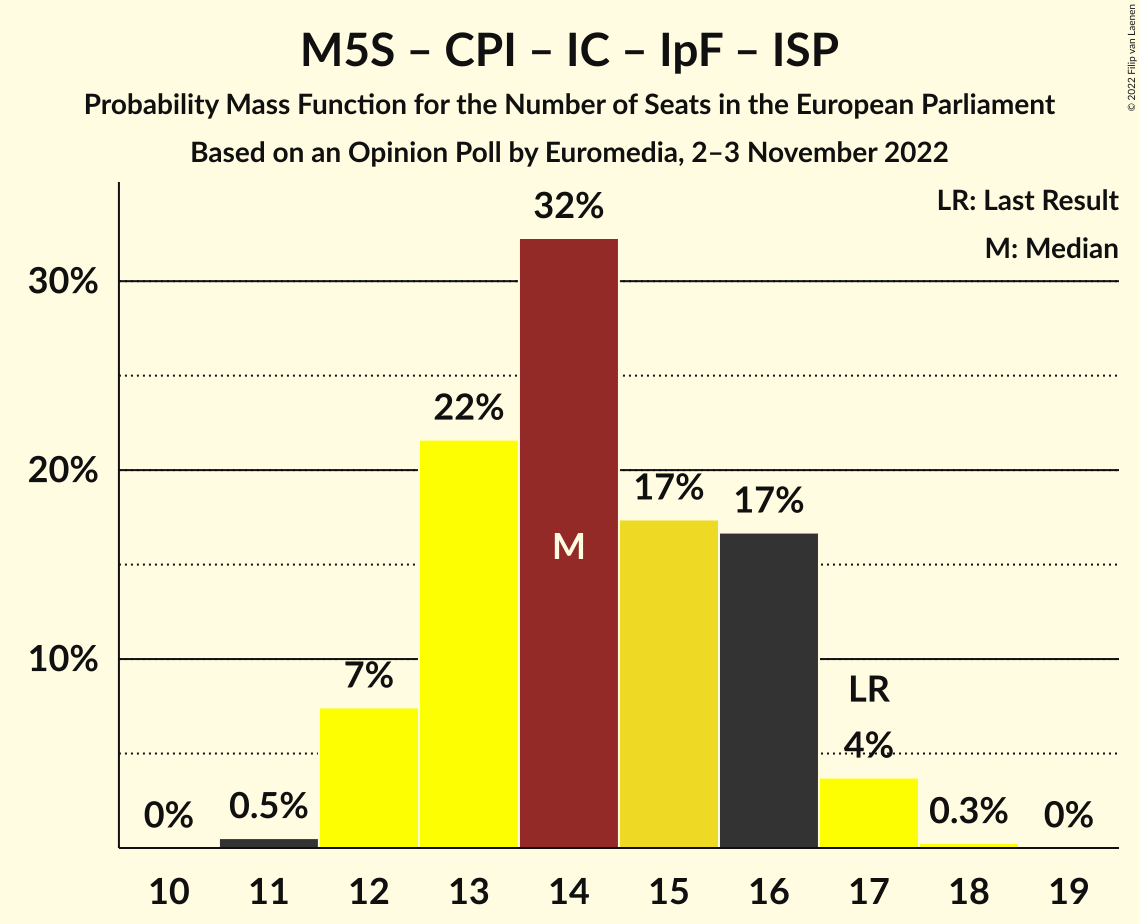 M5S – CPI – IC – IpF – ISP
Probability Mass Function for the Number of Seats in the European Parliament
Based on an Opinion Poll by Euromedia, 2–3 November 2022
© 2022 Filip van Laenen
LR: Last Result
M: Median
30%
20%
10%
0%
0.5%
7%
22%
32%
M
17%
17%
LR
4%
0.3%
0%
10 11 12 13 14 15 16 17 18 19